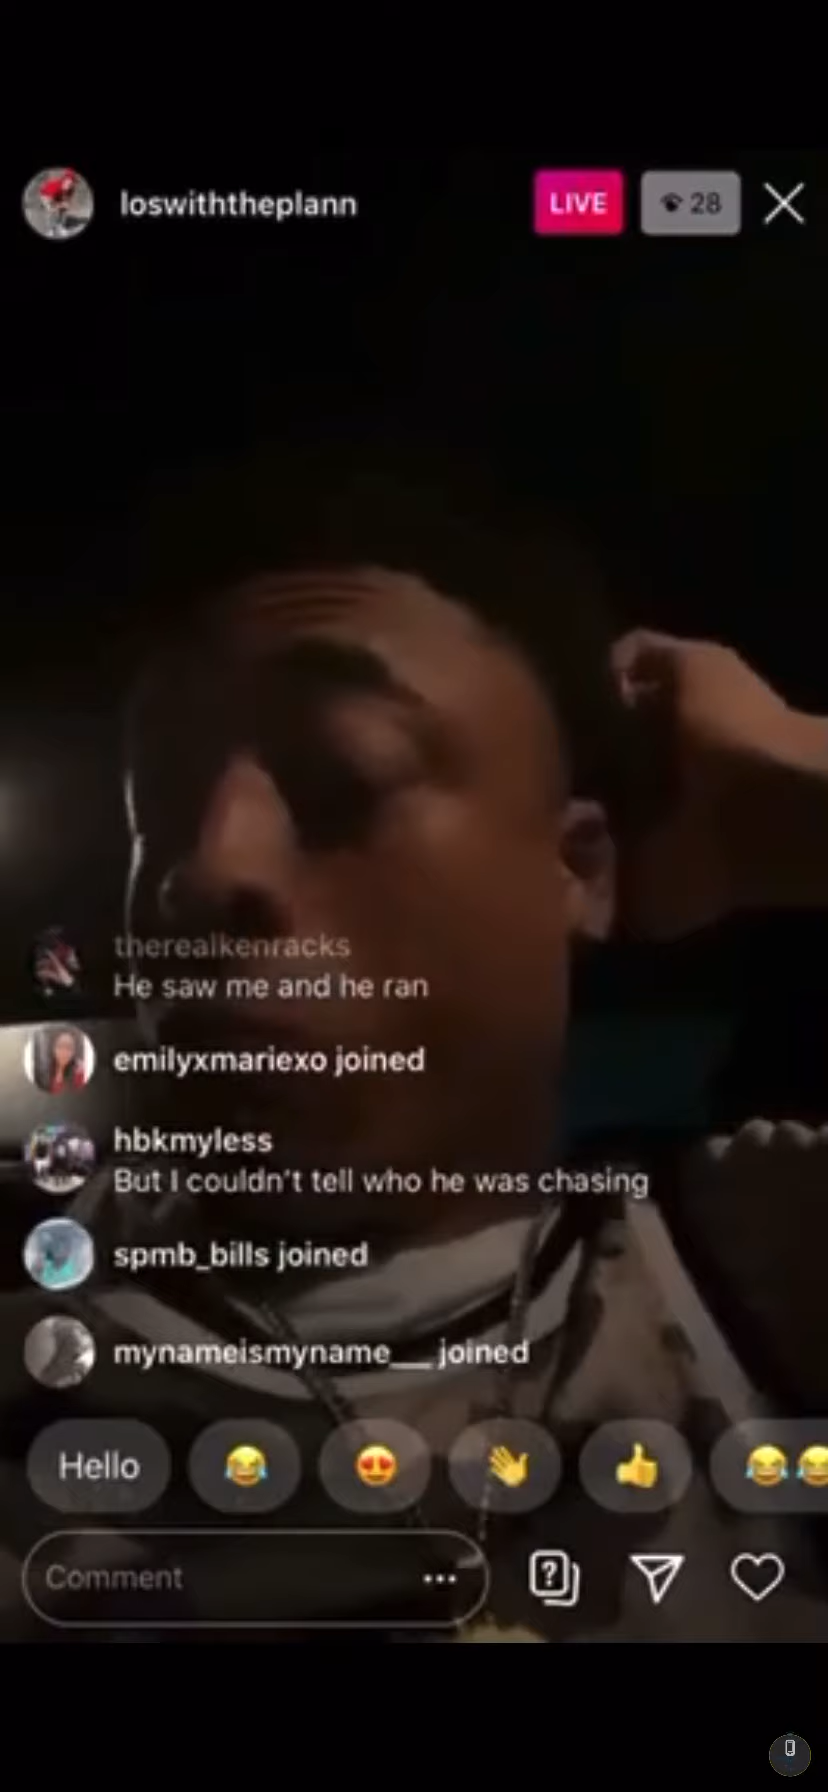 loswiththeplann LIVE 28
therealkenracks
He saw me and he ran
emilyxmariexo joined
hbkmyless
But I couldn't tell who he was chasing
spmb_bills joined
mynameismyname___ joined
Hello
Comment